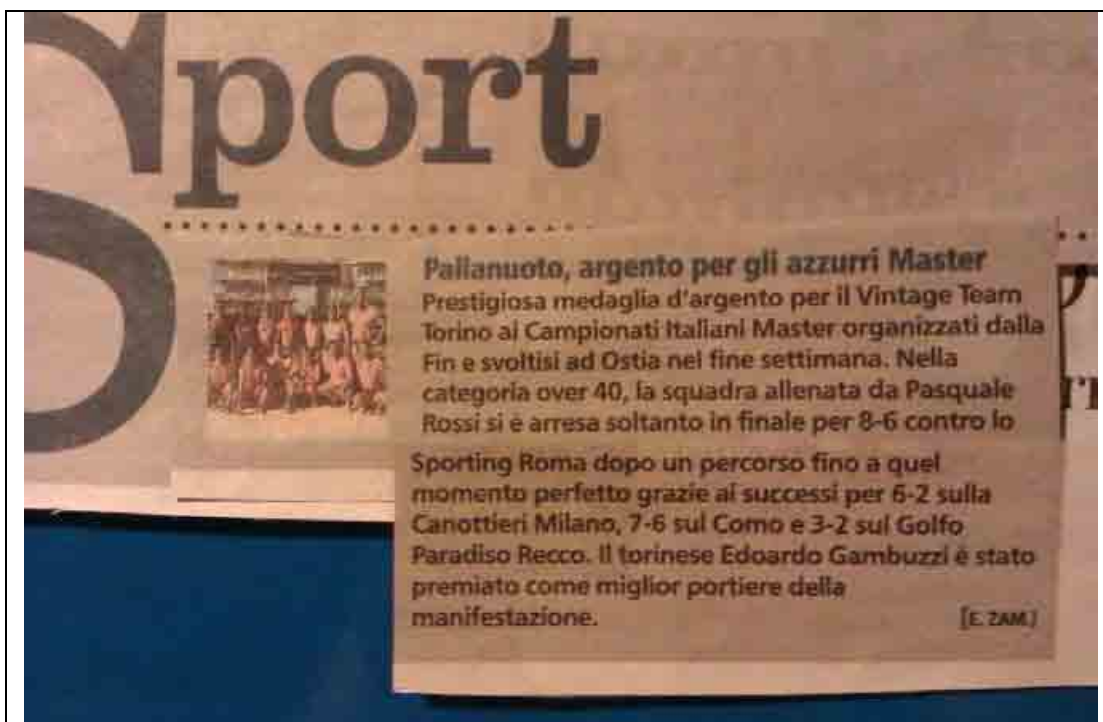 Sport
Pallanuoto, argento per gli azzurri Master
Prestigiosa medaglia d'argento per il Vintage Team
Torino ai Campionati Italiani Master organizzati dalla
Fin e svoltisi ad Ostia nel fine settimana. Nella
categoria over 40, la squadra allenata da Pasquale
Rossi si è arresa soltanto in finale per 8-6 contro lo
Sporting Roma dopo un percorso fino a quel
momento perfetto grazie ai successi per 6-2 sulla
Canottieri Milano, 7-6 sul Como e 3-2 sul Golfo
Paradiso Recco. Il torinese Edoardo Gambuzzi è stato
premiato come miglior portiere della
manifestazione. [E. ZAM.]